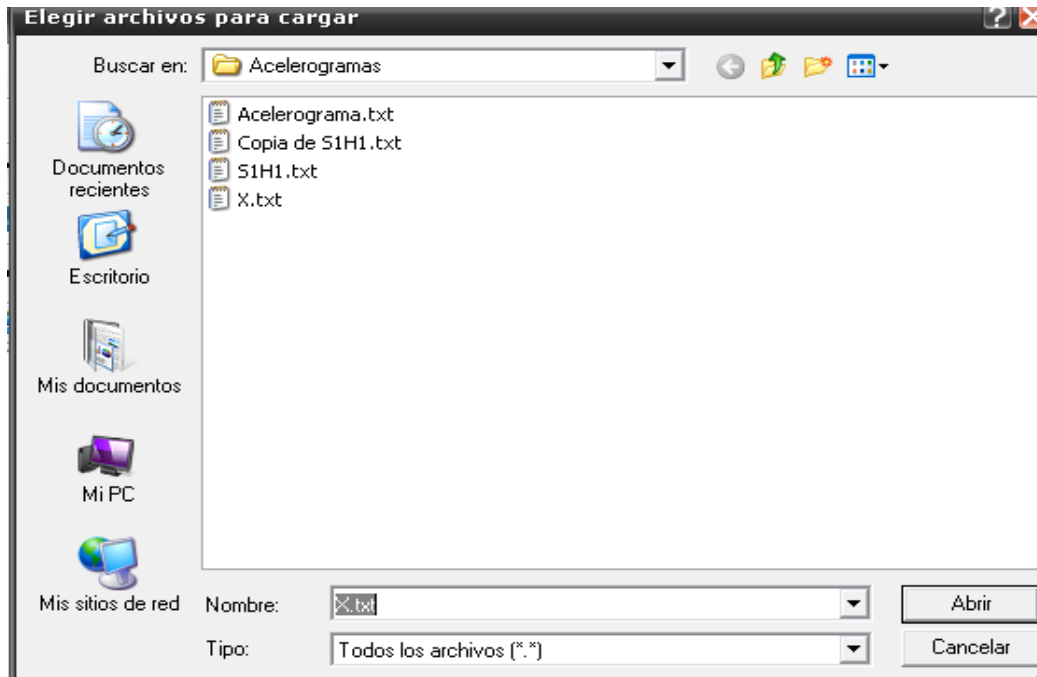 Elegir archivos para cargar
Buscar en:
Acelerogramas
Acelerograma.txt
Copia de S1H1.txt
S1H1.txt
X.txt
Documentos
recientes
Escritorio
Mis documentos
Mi PC
Mis sitios de red
Nombre:
X.txt
Abrir
Tipo:
Todos los archivos (*.*)
Cancelar